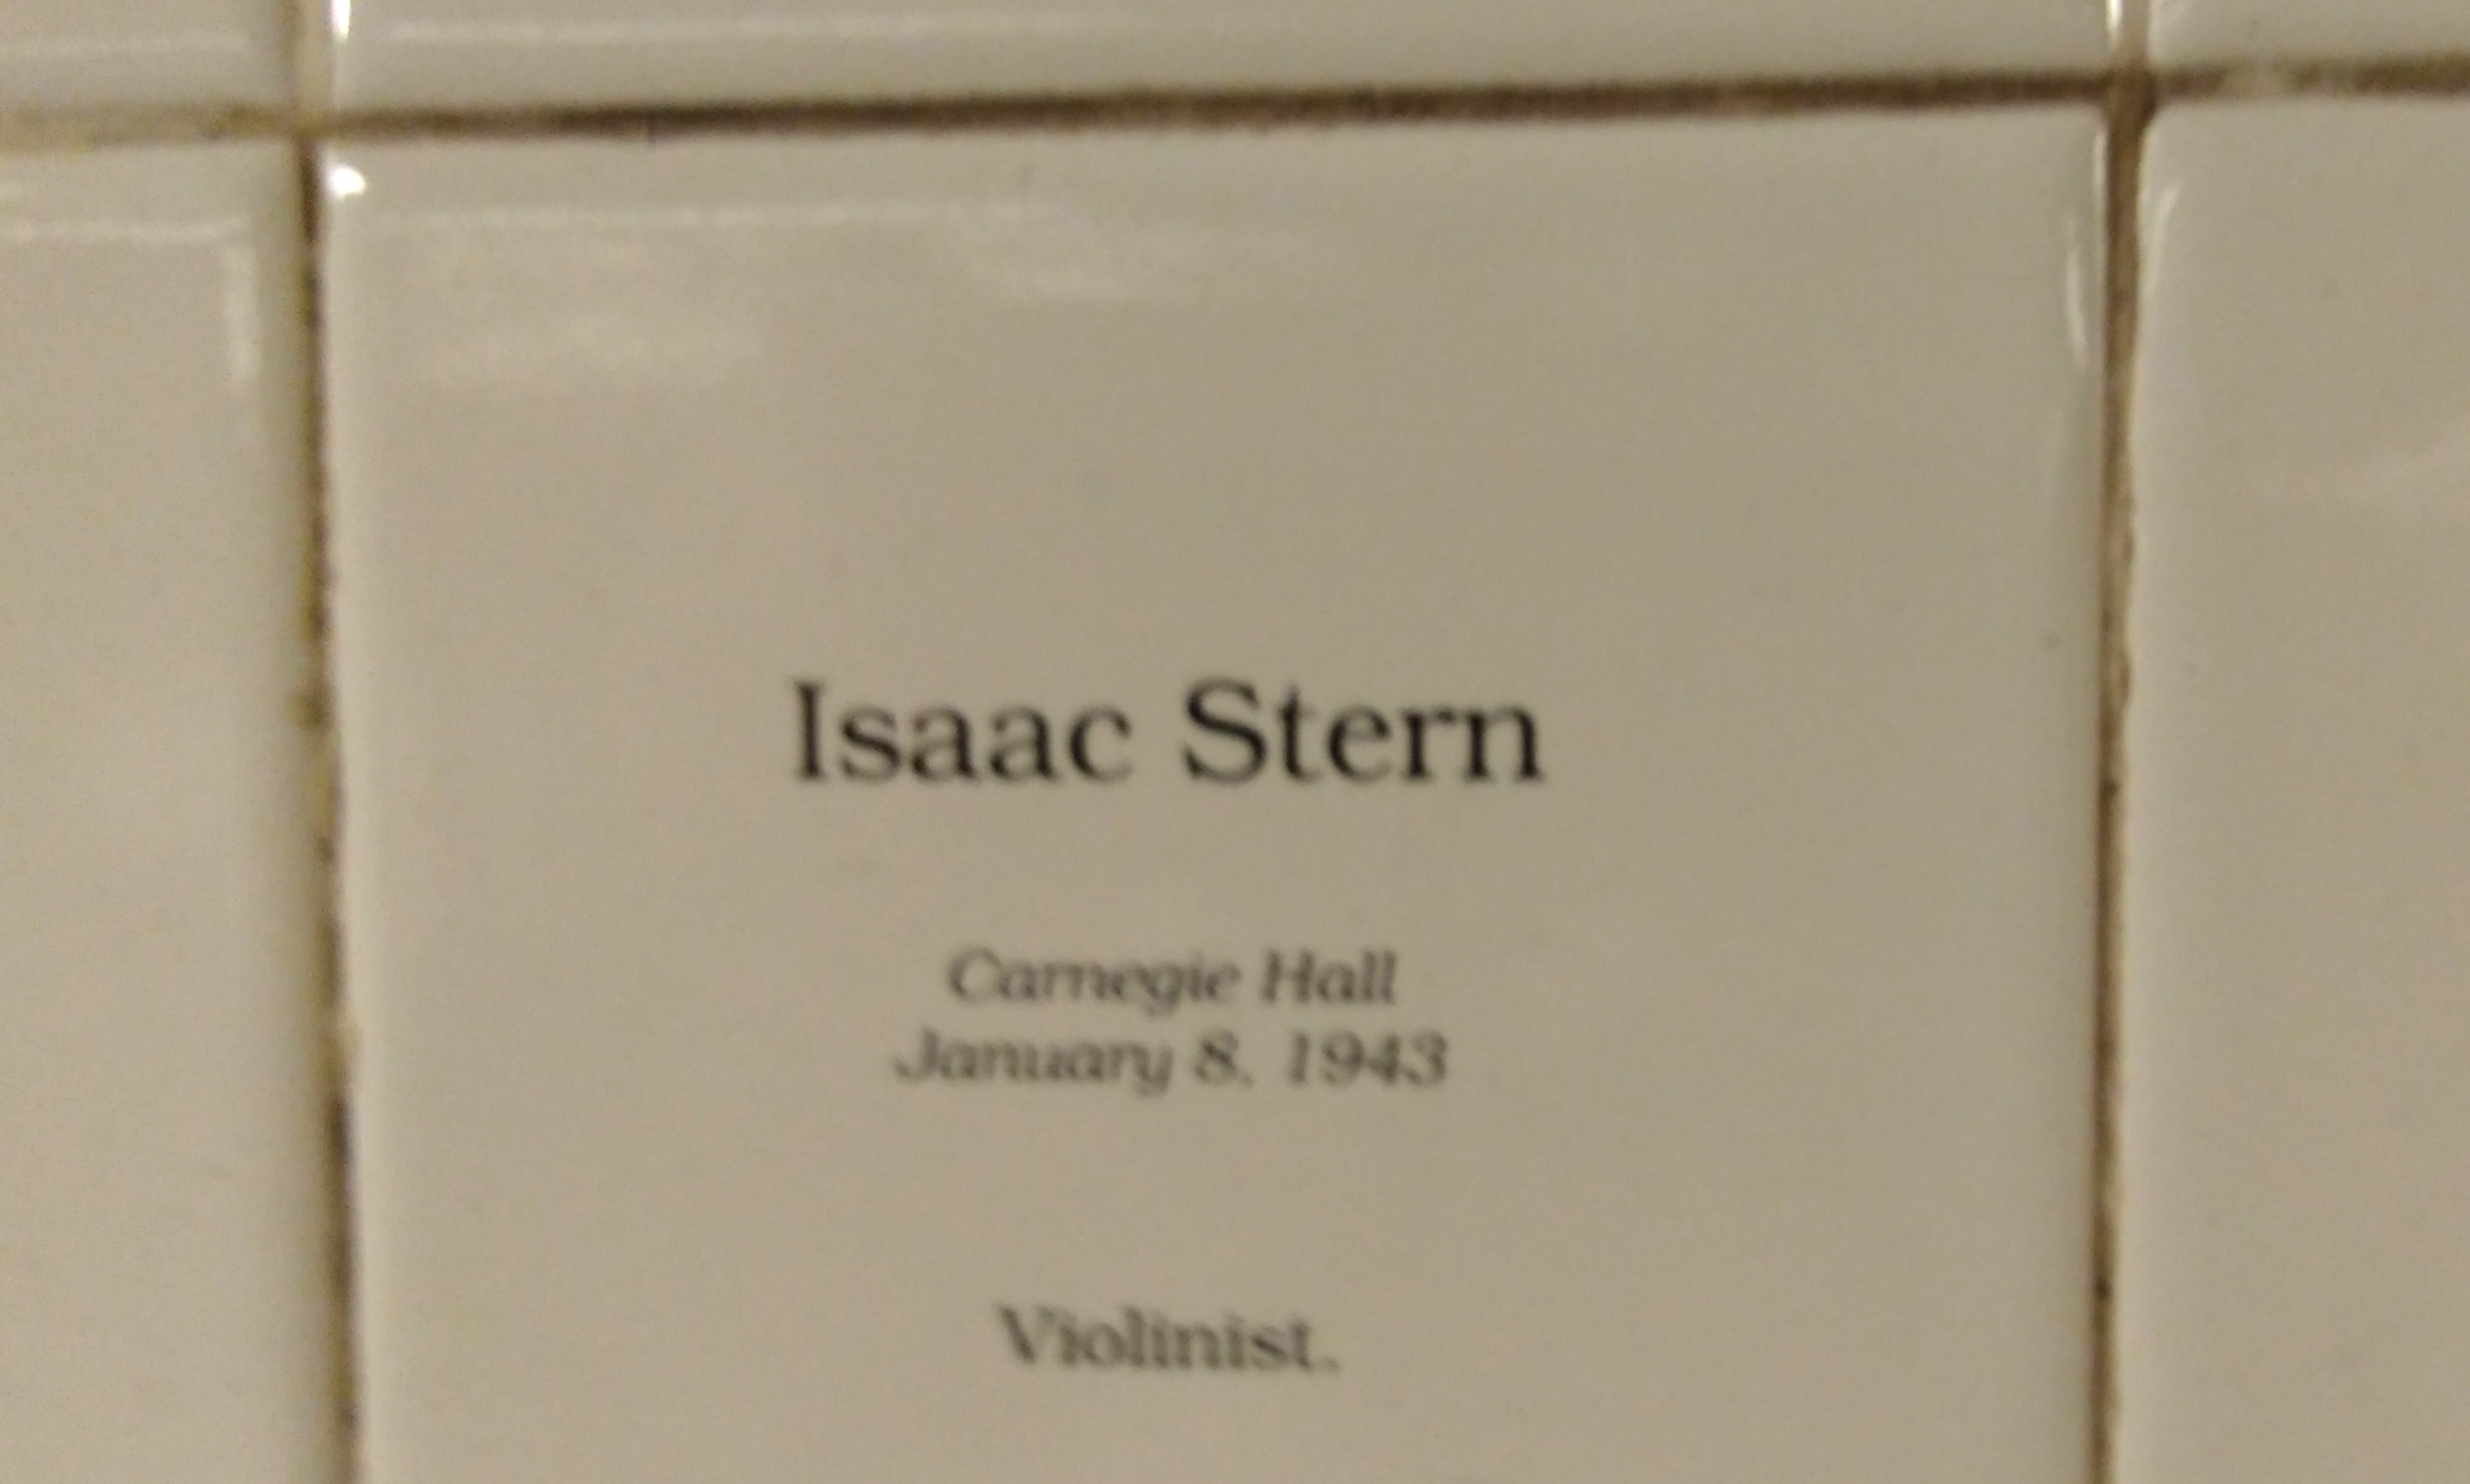 Isaac Stern
Carnegie Hall
January 8, 1943
Violinist.